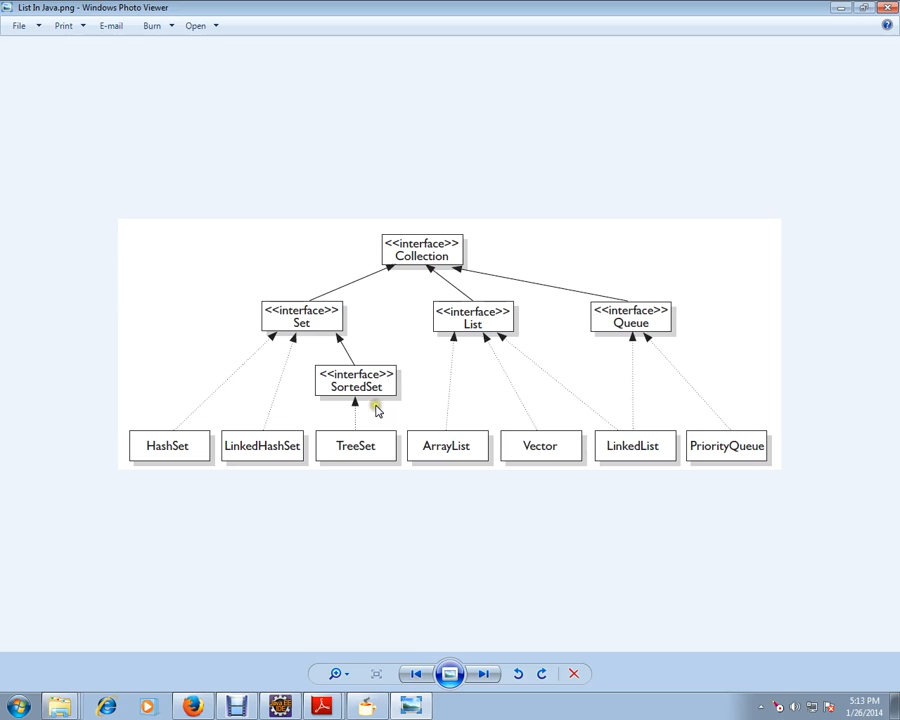 List In Java.png - Windows Photo Viewer
File Print E-mail Burn Open
<<interface>>
Collection
<<interface>>
Set
<<interface>>
List
<<interface>>
Queue
<<interface>>
SortedSet
HashSet
LinkedHashSet
TreeSet
ArrayList
Vector
LinkedList
PriorityQueue
5:13 PM
1/26/2014